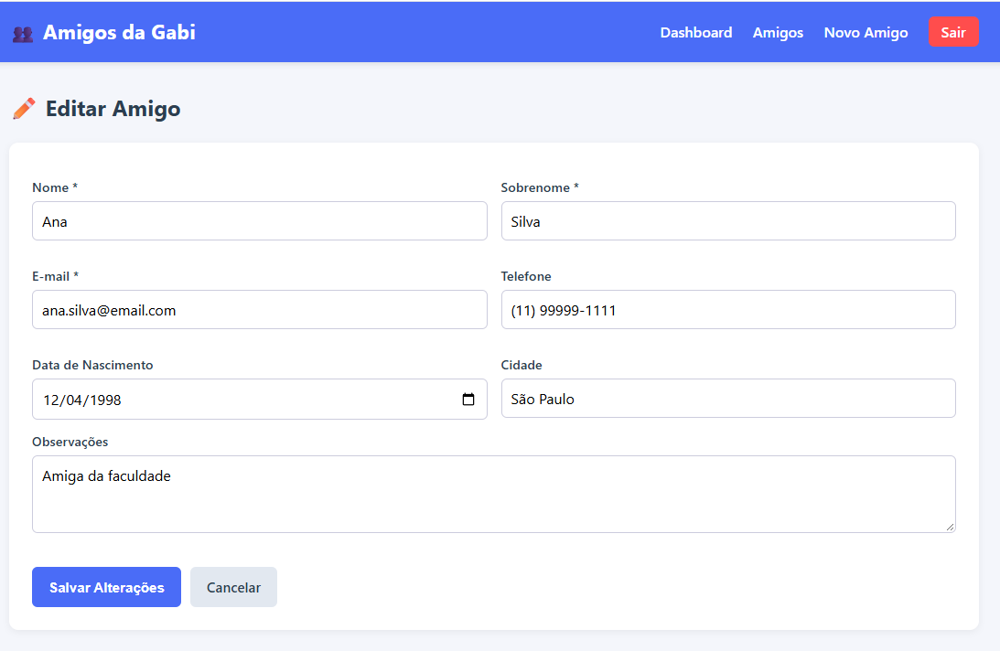 Amigos da Gabi
Dashboard Amigos Novo Amigo Sair
Editar Amigo
Nome * Sobrenome *
Ana Silva
E-mail * Telefone
ana.silva@email.com (11) 99999-1111
Data de Nascimento Cidade
12/04/1998 São Paulo
Observações
Amiga da faculdade
Salvar Alterações Cancelar